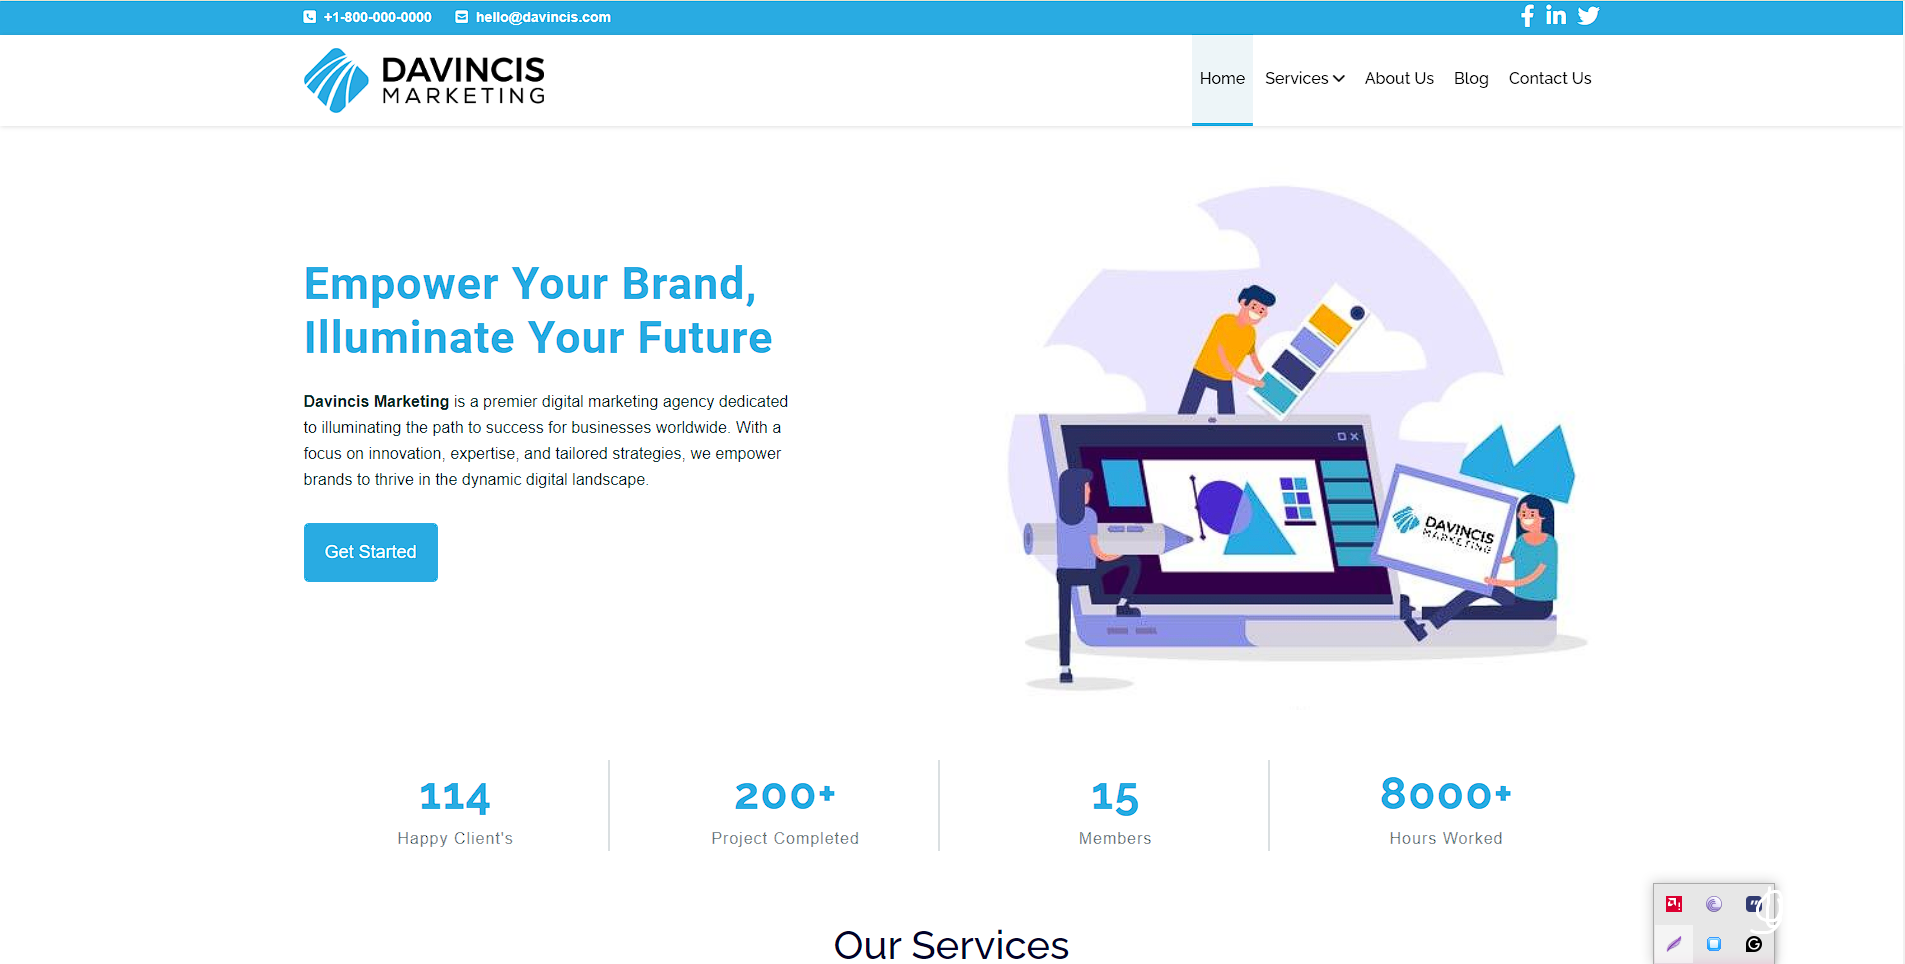 +1-800-000-0000 hello@davincis.com
DAVINCIS
MARKETING
Home Services About Us Blog Contact Us
Empower Your Brand,
Illuminate Your Future
Davincis Marketing is a premier digital marketing agency dedicated
to illuminating the path to success for businesses worldwide. With a
focus on innovation, expertise, and tailored strategies, we empower
brands to thrive in the dynamic digital landscape.
Get Started
DAVINCIS
MARKETING
114 200+ 15 8000+
Happy Client's Project Completed Members Hours Worked
Our Services